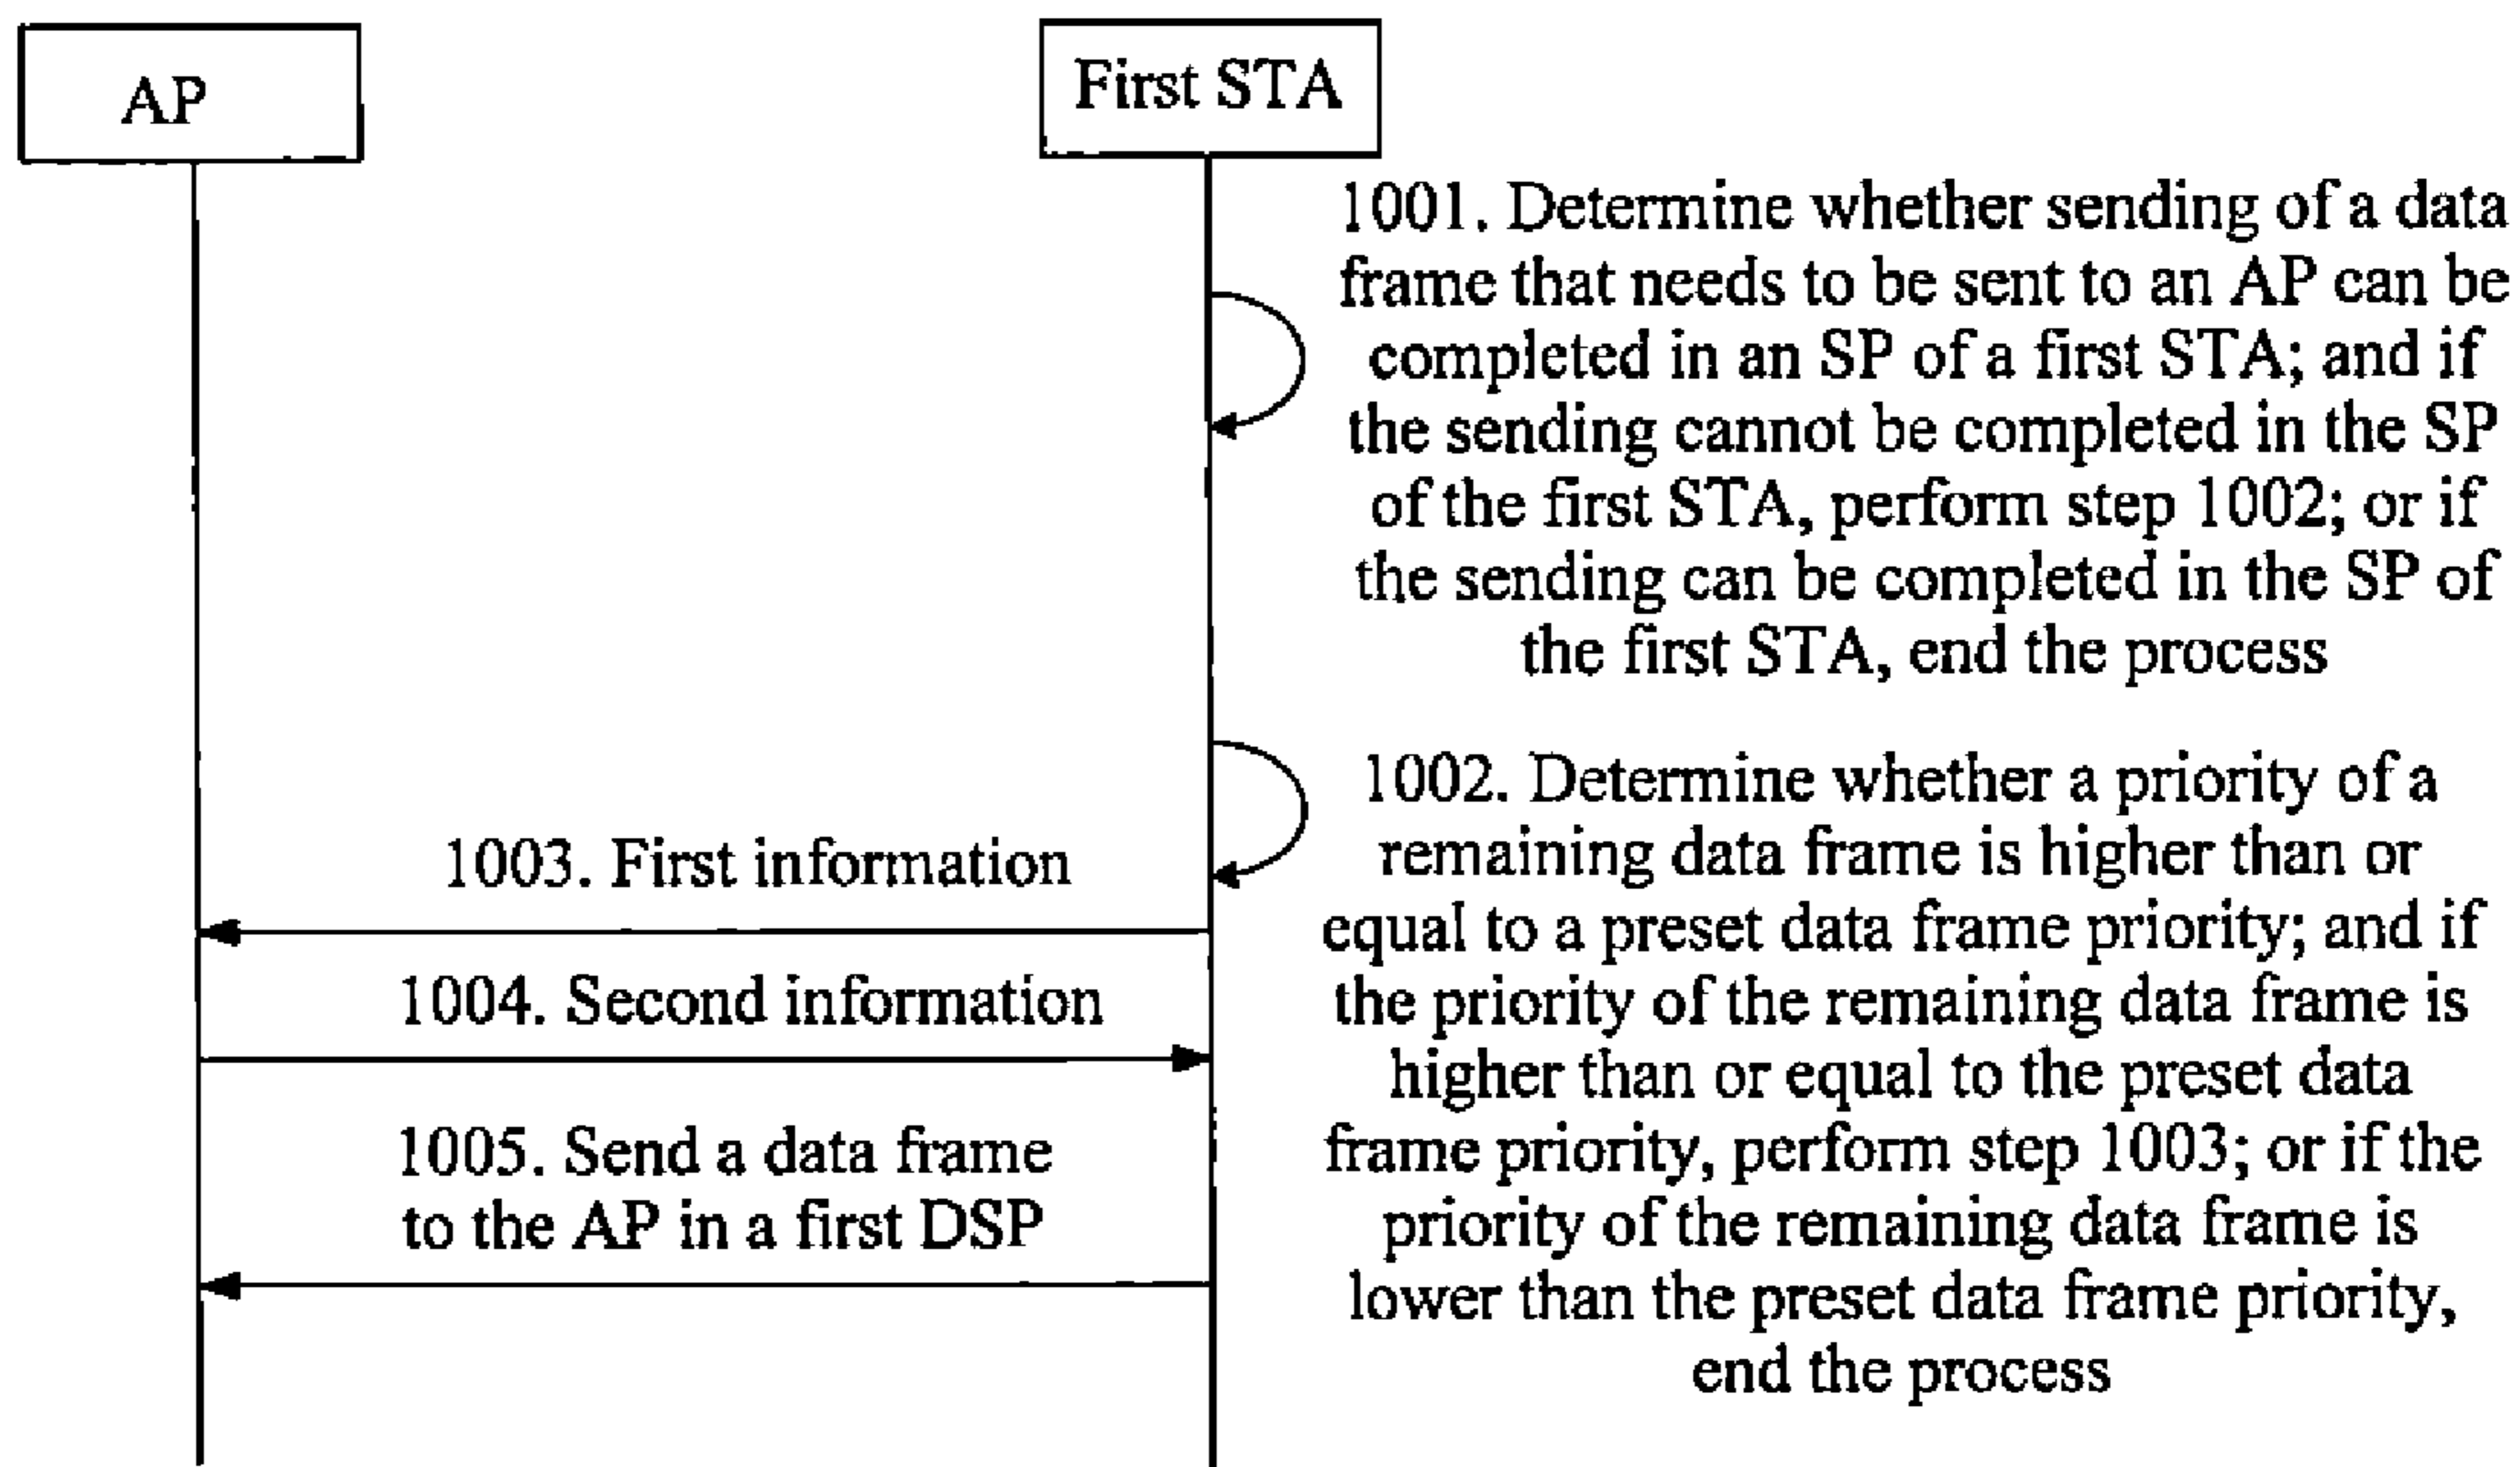 AP
First STA
1001. Determine whether sending of a data
frame that needs to be sent to an AP can be
completed in an SP of a first STA; and if
the sending cannot be completed in the SP
of the first STA, perform step 1002; or if
the sending can be completed in the SP of
the first STA, end the process
1002. Determine whether a priority of a
remaining data frame is higher than or
equal to a preset data frame priority; and if
the priority of the remaining data frame is
higher than or equal to the preset data
frame priority, perform step 1003; or if the
priority of the remaining data frame is
lower than the preset data frame priority,
end the process
1003. First information
1004. Second information
1005. Send a data frame
to the AP in a first DSP